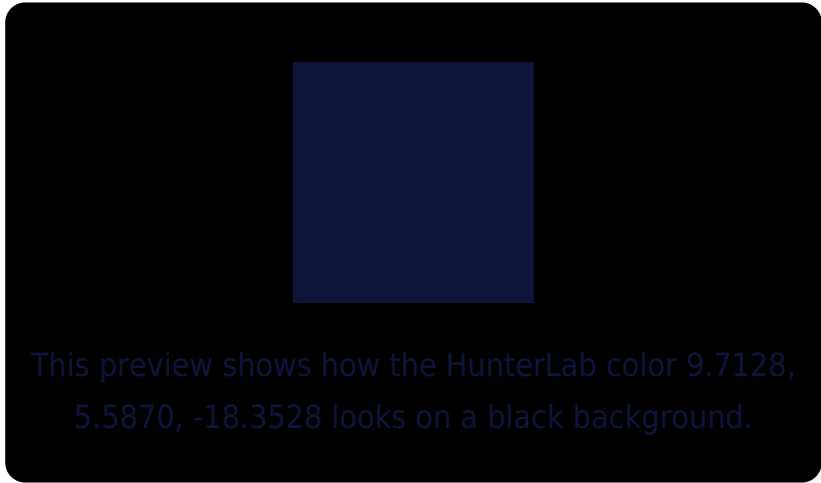 This preview shows how the HunterLab color 9.7128,
5.5870, -18.3528 looks on a black background.